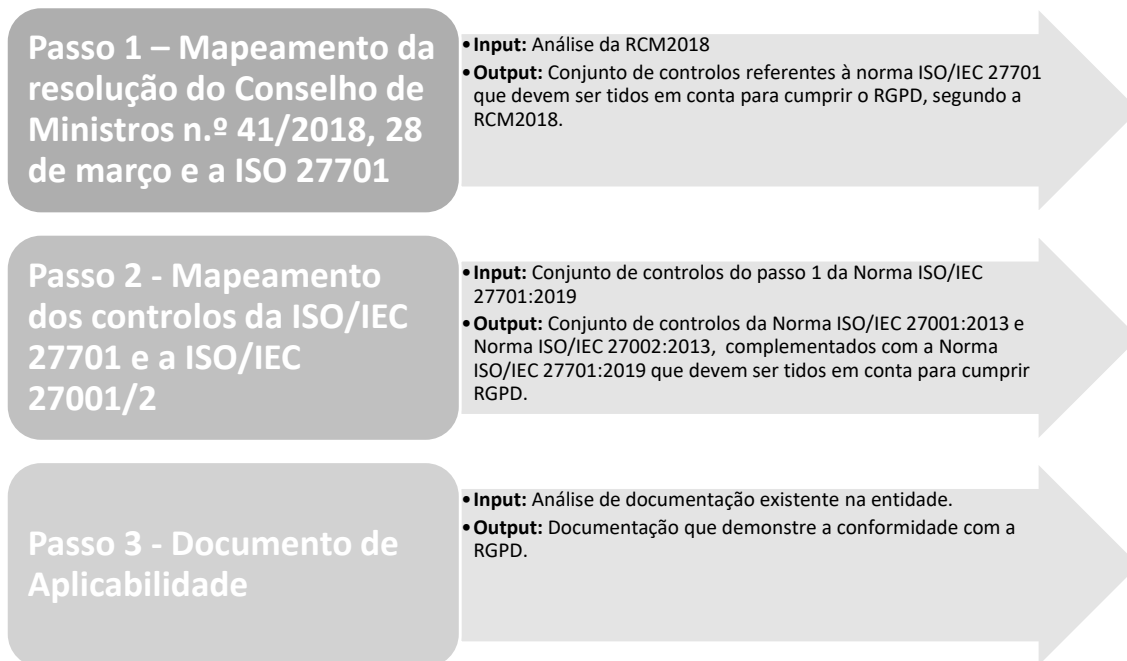 Passo 1 – Mapeamento da
resolução do Conselho de
Ministros n.º 41/2018, 28
de março e a ISO 27701
•Input: Análise da RCM2018
•Output: Conjunto de controlos referentes à norma ISO/IEC 27701
que devem ser tidos em conta para cumprir o RGPD, segundo a
RCM2018.
Passo 2 - Mapeamento
dos controlos da ISO/IEC
27701 e a ISO/IEC
27001/2
•Input: Conjunto de controlos do passo 1 da Norma ISO/IEC
27701:2019
•Output: Conjunto de controlos da Norma ISO/IEC 27001:2013 e
Norma ISO/IEC 27002:2013, complementados com a Norma
ISO/IEC 27701:2019 que devem ser tidos em conta para cumprir
RGPD.
Passo 3 - Documento de
Aplicabilidade
•Input: Análise de documentação existente na entidade.
•Output: Documentação que demonstre a conformidade com a
RGPD.